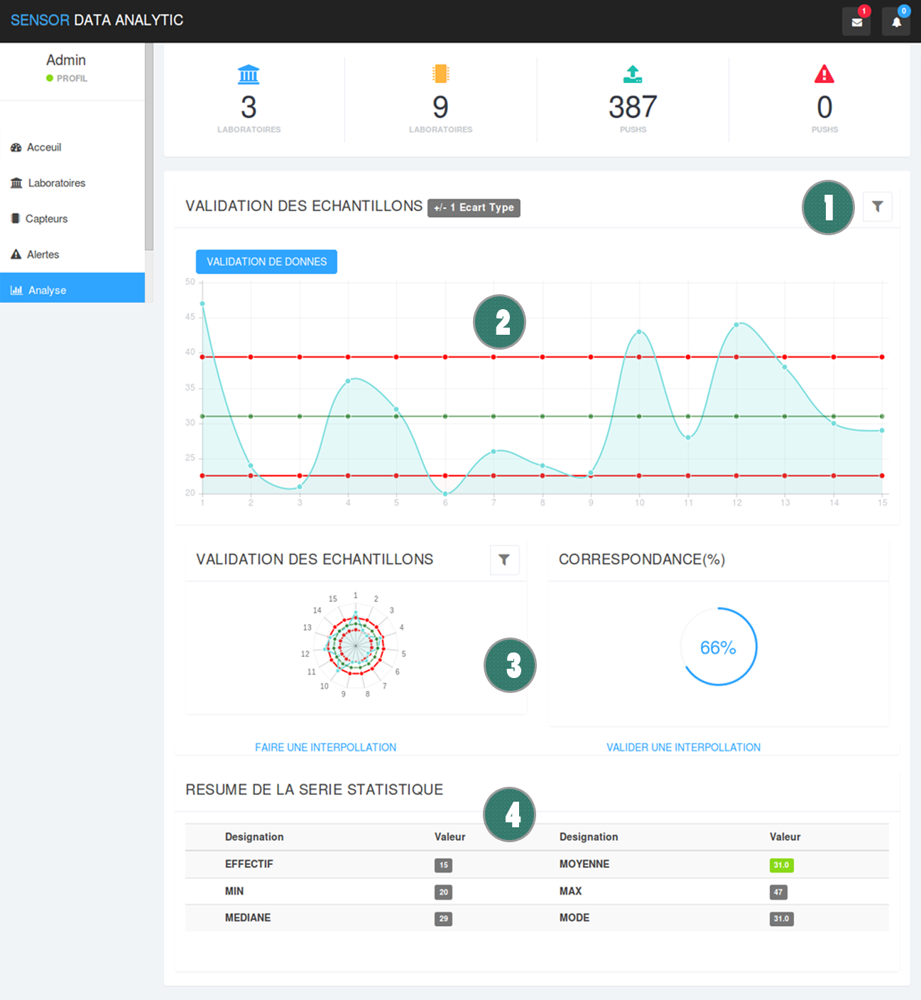 SENSOR DATA ANALYTIC
1
0
Admin
PROFIL
Acceuil
Laboratoires
Capteurs
Alertes
Analyse
3
LABORATOIRES
9
LABORATOIRES
387
PUSHS
0
PUSHS
VALIDATION DES ECHANTILLONS +/- 1 Ecart Type
1
VALIDATION DE DONNES
2
50
45
40
35
30
25
20
1 2 3 4 5 6 7 8 9 10 11 12 13 14 15
VALIDATION DES ECHANTILLONS
1
2
3
4
5
6
7
8
9
10
11
12
13
14
15
3
CORRESPONDANCE(%)
66%
FAIRE UNE INTERPOLLATION
VALIDER UNE INTERPOLLATION
RESUME DE LA SERIE STATISTIQUE
4
Designation Valeur Designation Valeur
EFFECTIF 15 MOYENNE 31.0
MIN 20 MAX 47
MEDIANE 29 MODE 31.0